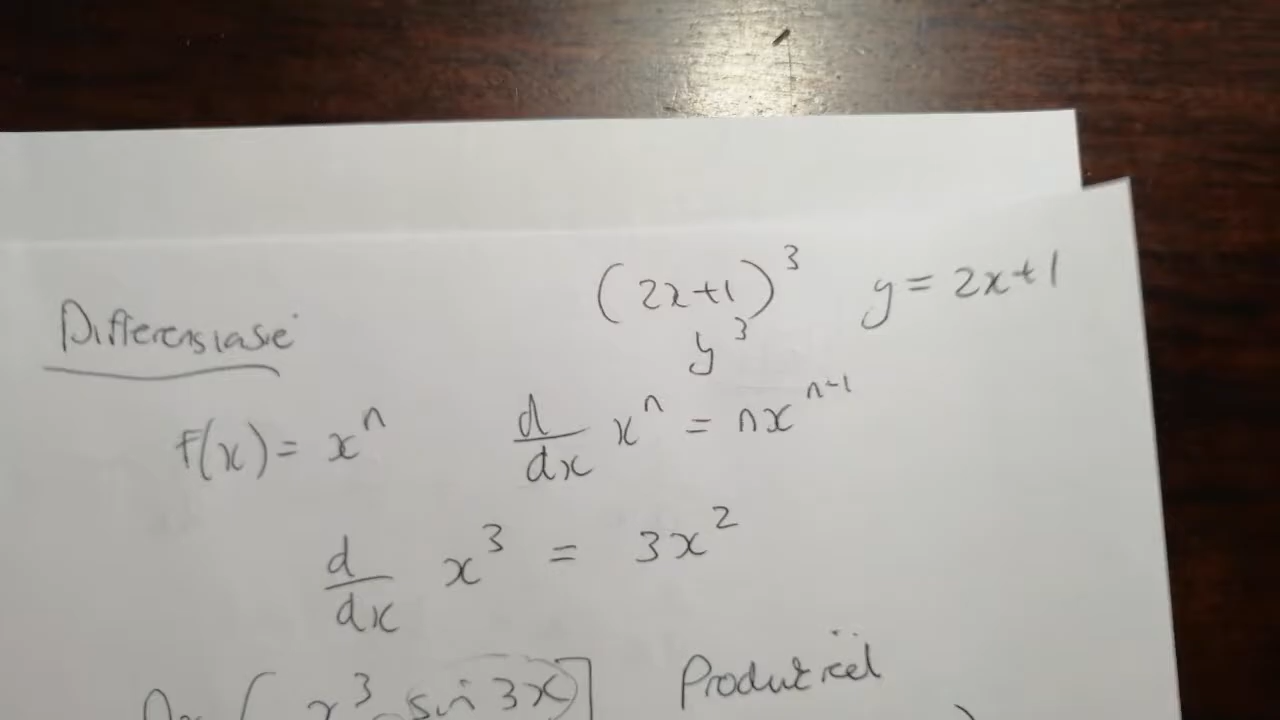 (2x+1)³ y = 2x+1
y³
Differensiasie
f(x) = xⁿ d/dx xⁿ = nxⁿ⁻¹
d/dx x³ = 3x²
[x³ sin 3x] Produkreël